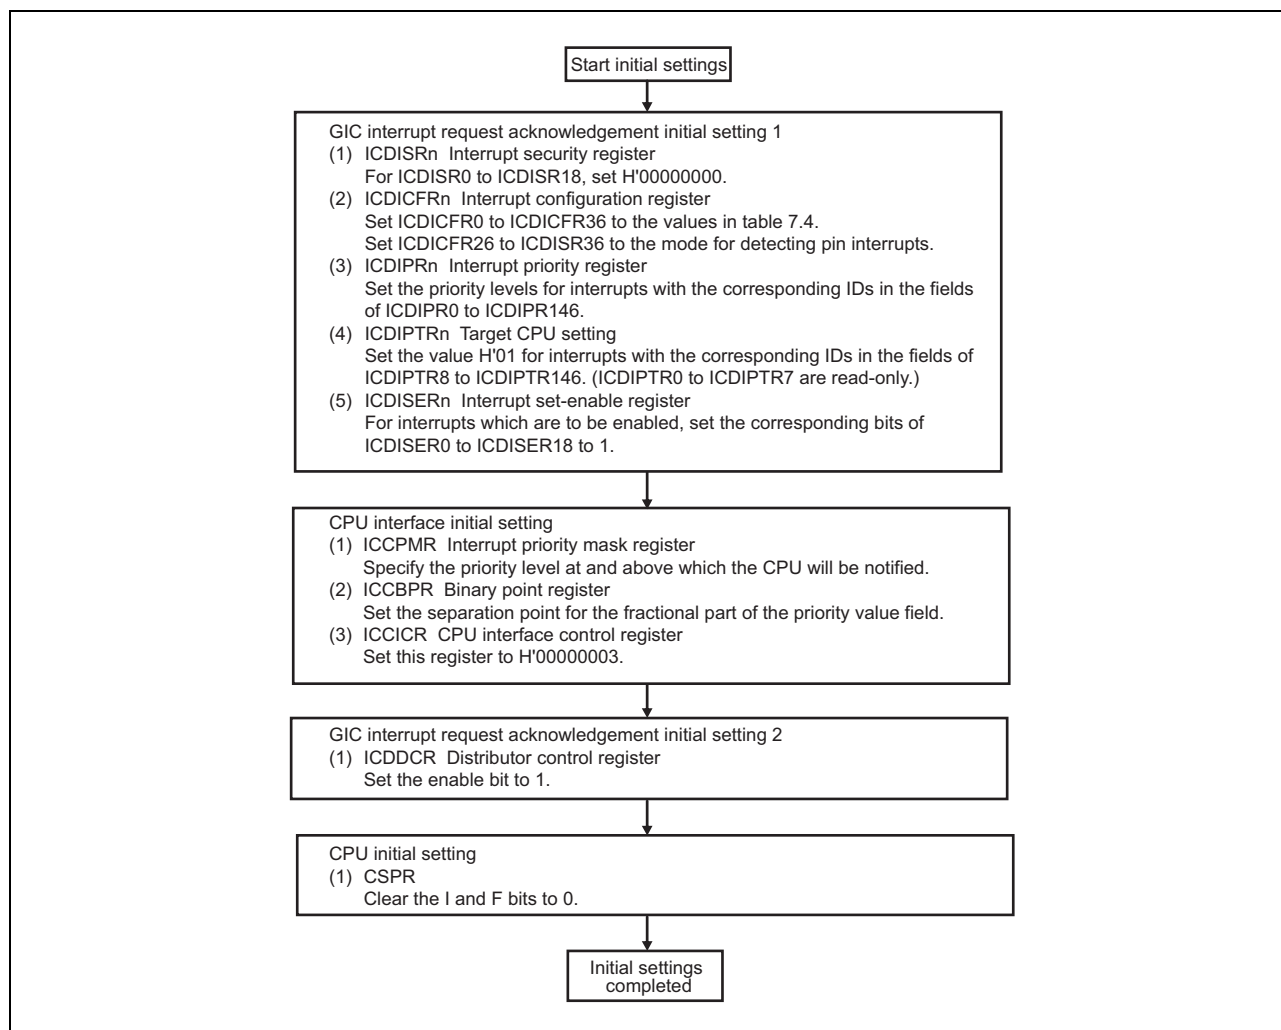 Start initial settings
GIC interrupt request acknowledgement initial setting 1
(1) ICDISRn Interrupt security register
For ICDISR0 to ICDISR18, set H'00000000.
(2) ICDICFRn Interrupt configuration register
Set ICDICFR0 to ICDICFR36 to the values in table 7.4.
Set ICDICFR26 to ICDISR36 to the mode for detecting pin interrupts.
(3) ICDIPRn Interrupt priority register
Set the priority levels for interrupts with the corresponding IDs in the fields
of ICDIPR0 to ICDIPR146.
(4) ICDIPTRn Target CPU setting
Set the value H'01 for interrupts with the corresponding IDs in the fields of
ICDIPTR8 to ICDIPTR146. (ICDIPTR0 to ICDIPTR7 are read-only.)
(5) ICDISERn Interrupt set-enable register
For interrupts which are to be enabled, set the corresponding bits of
ICDISER0 to ICDISER18 to 1.
CPU interface initial setting
(1) ICCPMR Interrupt priority mask register
Specify the priority level at and above which the CPU will be notified.
(2) ICCBPR Binary point register
Set the separation point for the fractional part of the priority value field.
(3) ICCICR CPU interface control register
Set this register to H'00000003.
GIC interrupt request acknowledgement initial setting 2
(1) ICDDCR Distributor control register
Set the enable bit to 1.
CPU initial setting
(1) CSPR
Clear the I and F bits to 0.
Initial settings
completed